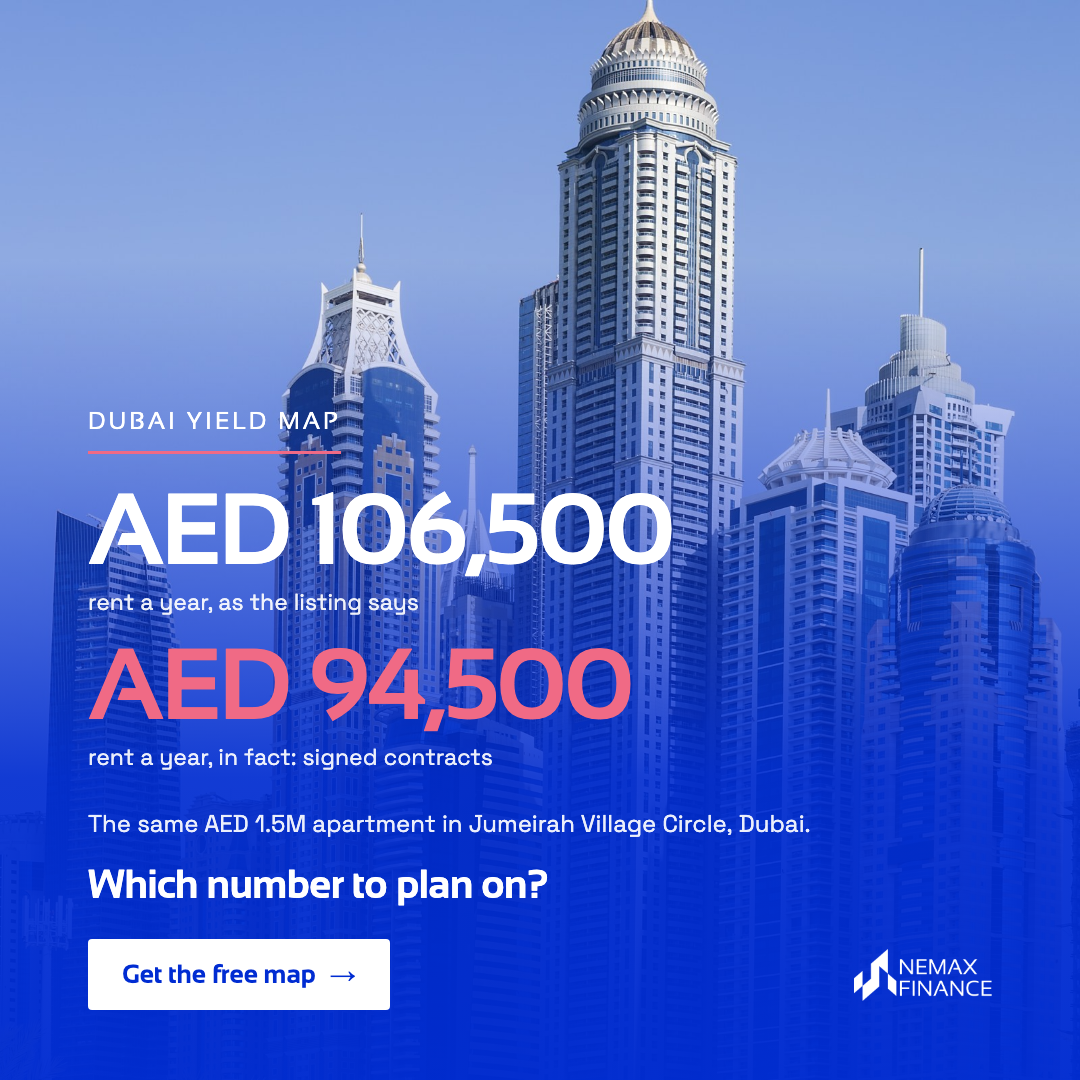 DUBAI YIELD MAP
AED 106,500
rent a year, as the listing says
AED 94,500
rent a year, in fact: signed contracts
The same AED 1.5M apartment in Jumeirah Village Circle, Dubai.
Which number to plan on?
Get the free map →
NEMAX
FINANCE